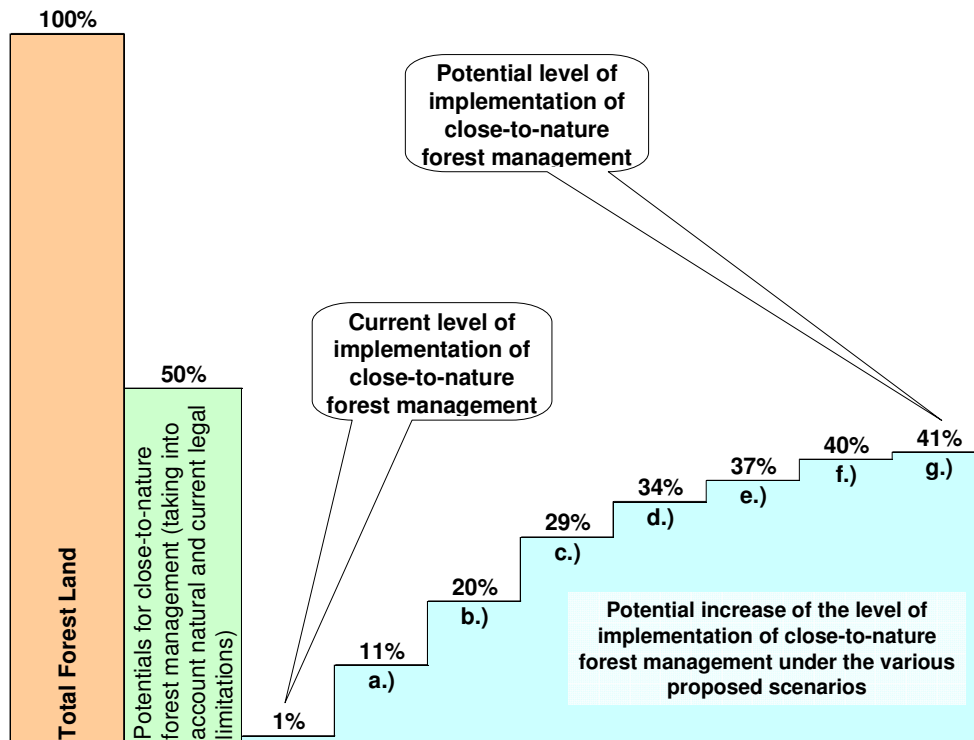 100%
Total Forest Land
50%
Potentials for close-to-nature
forest management (taking into
account natural and current legal
limitations)
Current level of
implementation of
close-to-nature
forest management
1%
Potential level of
implementation of
close-to-nature
forest management
11%
a.)
20%
b.)
29%
c.)
34%
d.)
37%
e.)
40%
f.)
41%
g.)
Potential increase of the level of
implementation of close-to-nature
forest management under the various
proposed scenarios